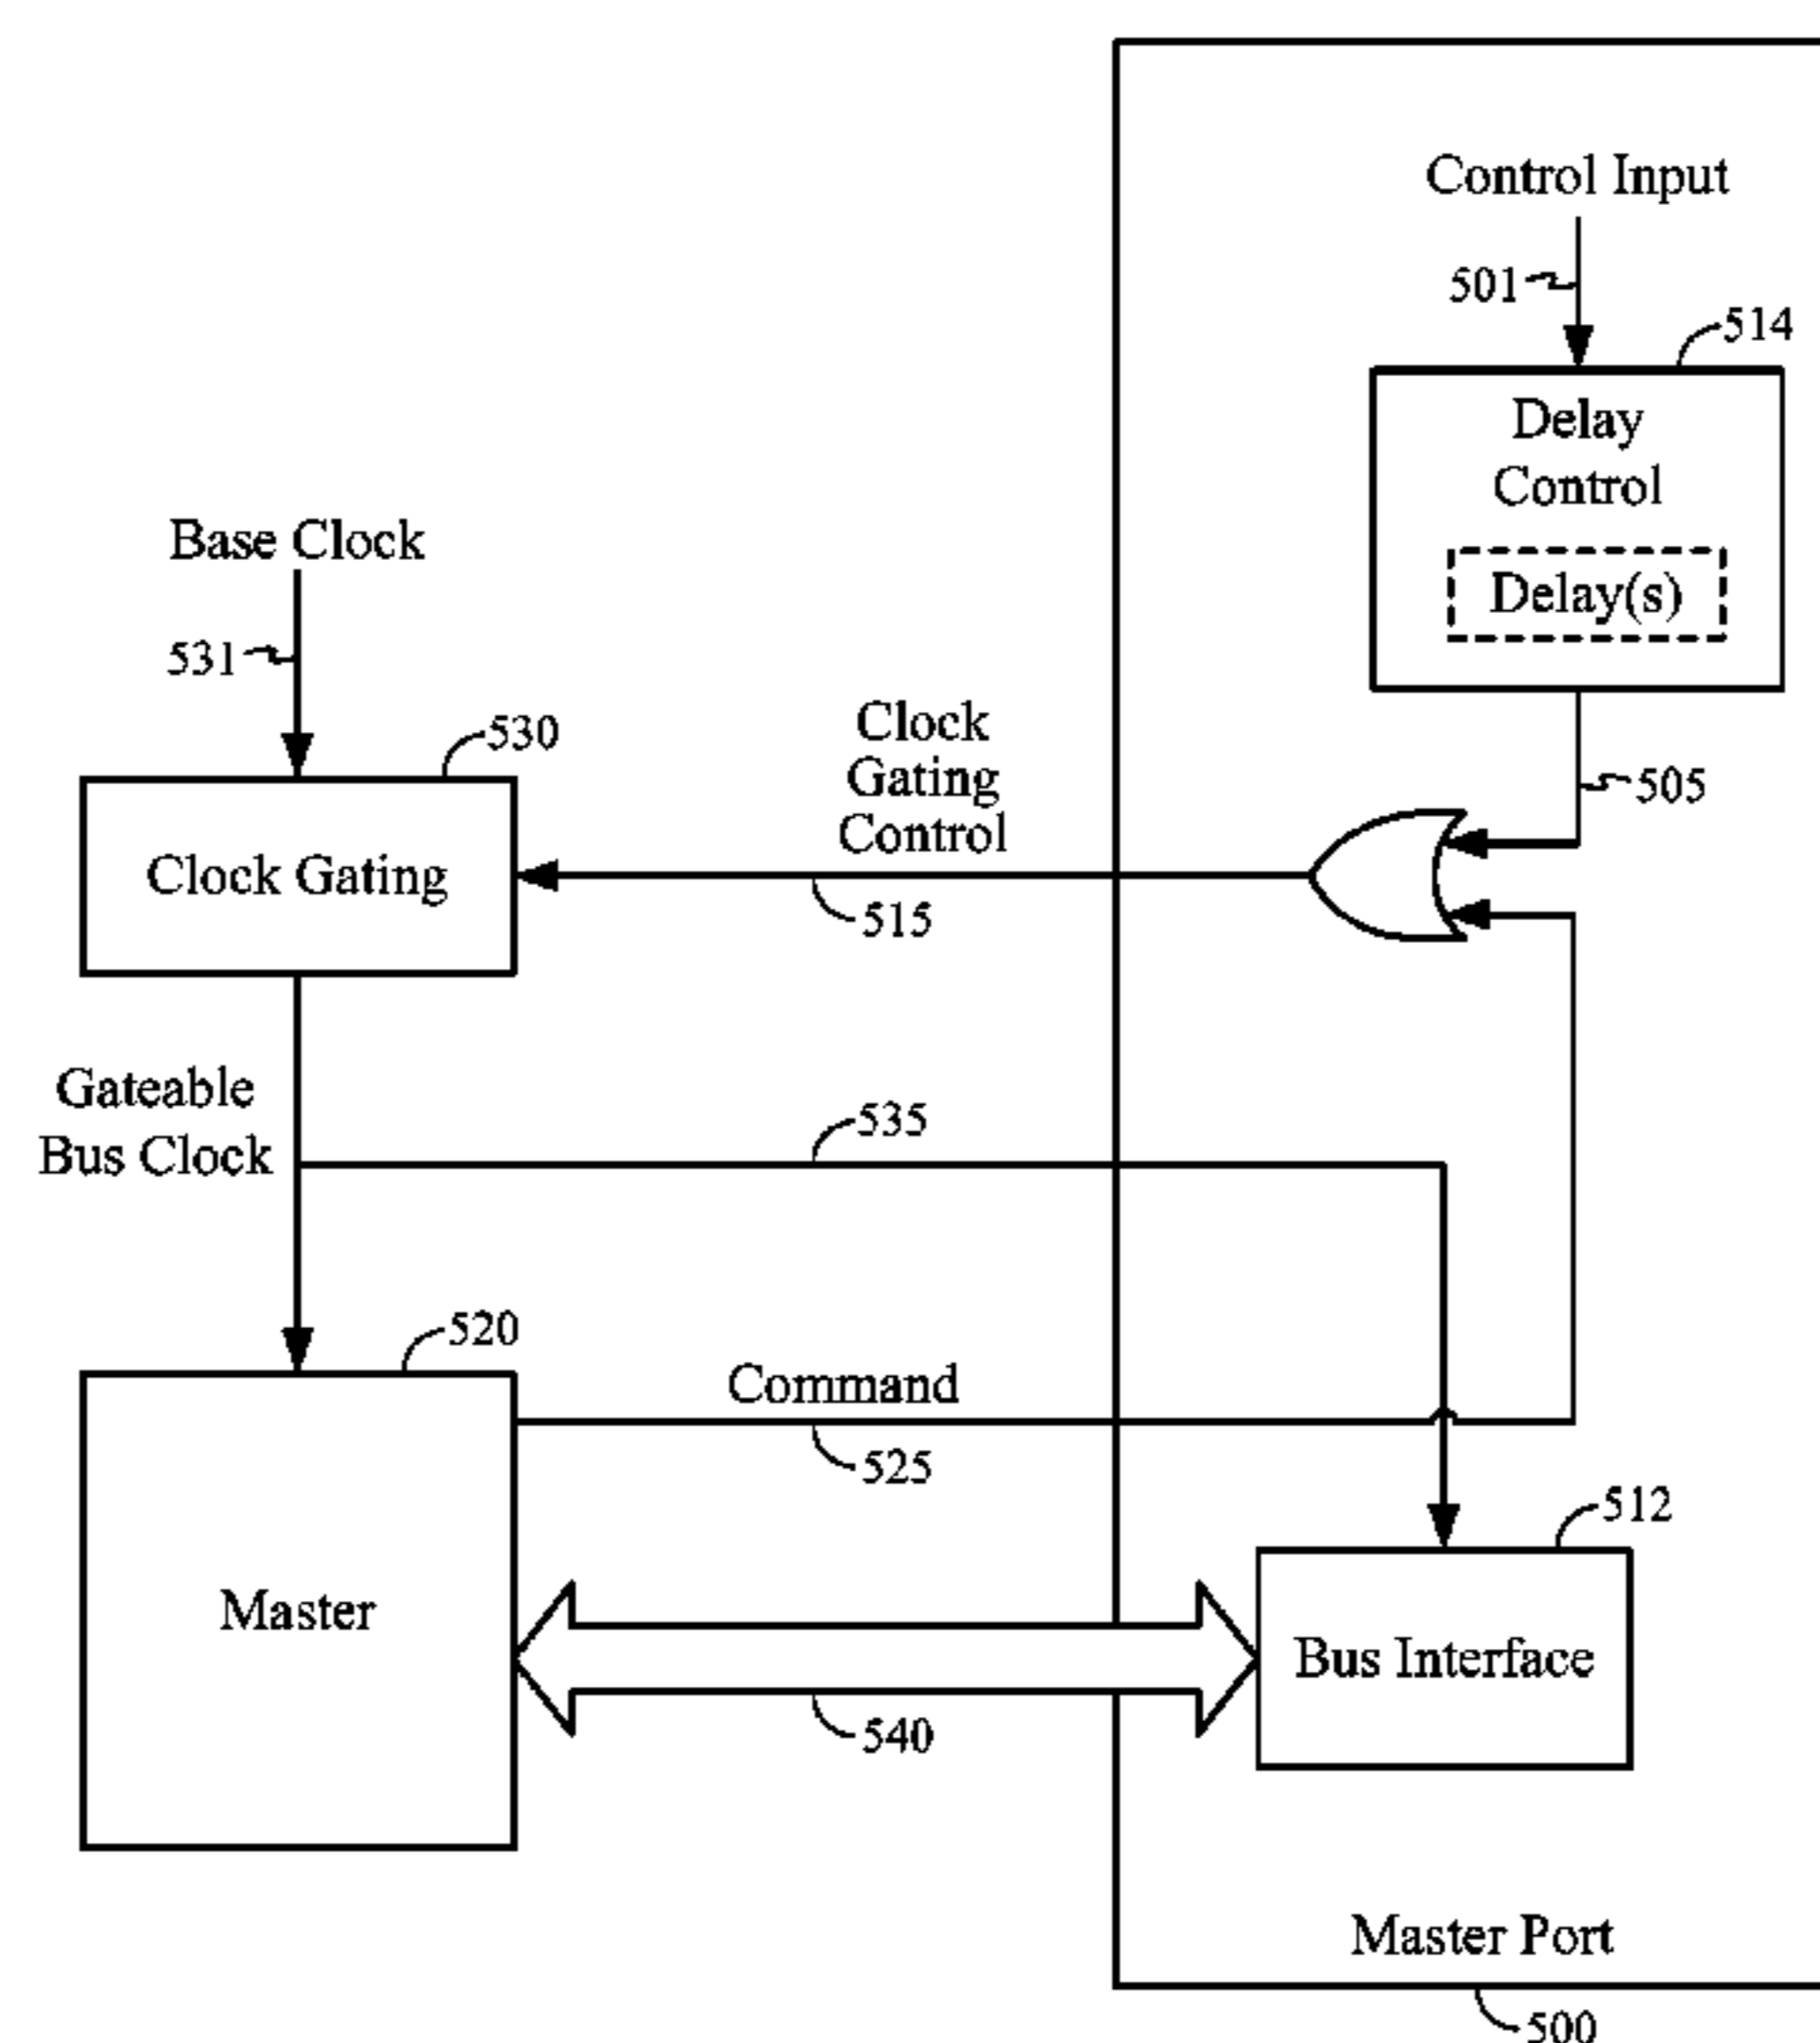 Control Input
501
514
Delay
Control
Delay(s)
Base Clock
531
530
Clock
Gating
Control
505
Clock Gating
515
Gateable
Bus Clock
535
520
Command
525
512
Master
Bus Interface
540
Master Port
500